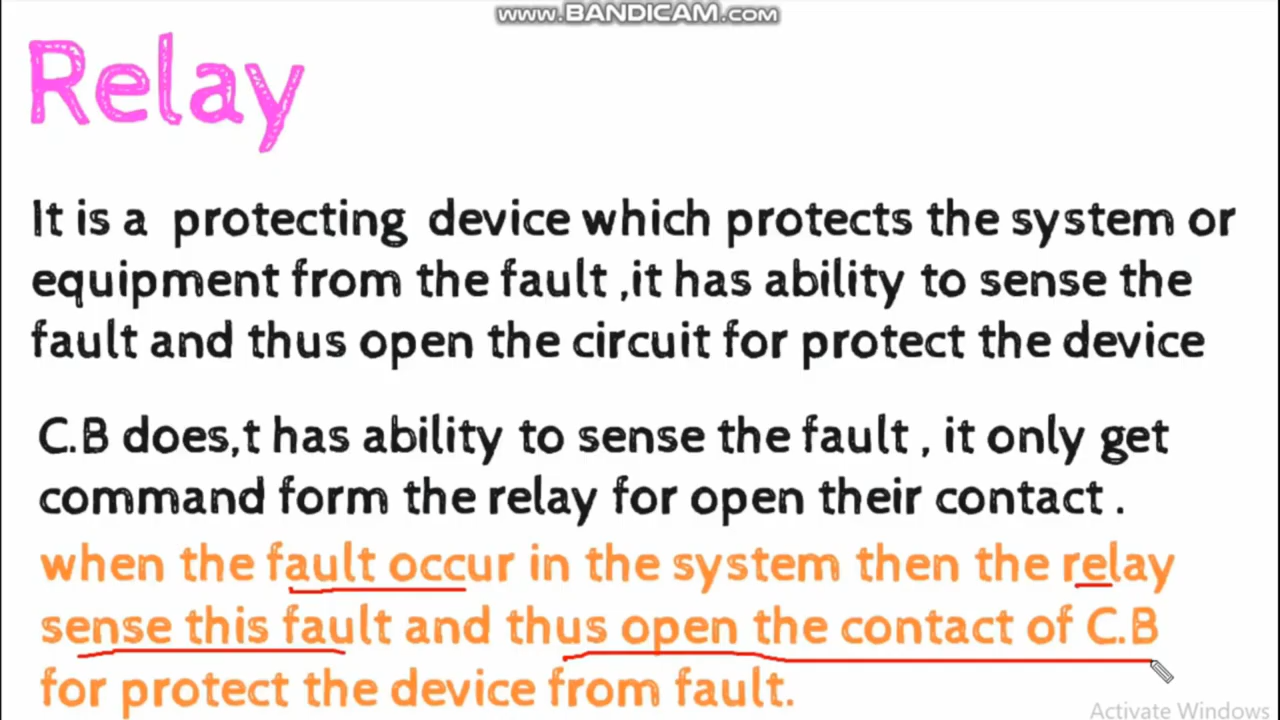 www.BANDICAM.com
Relay
It is a protecting device which protects the system or
equipment from the fault ,it has ability to sense the
fault and thus open the circuit for protect the device
C.B does,t has ability to sense the fault , it only get
command form the relay for open their contact .
when the fault occur in the system then the relay
sense this fault and thus open the contact of C.B
for protect the device from fault.
Activate Windows